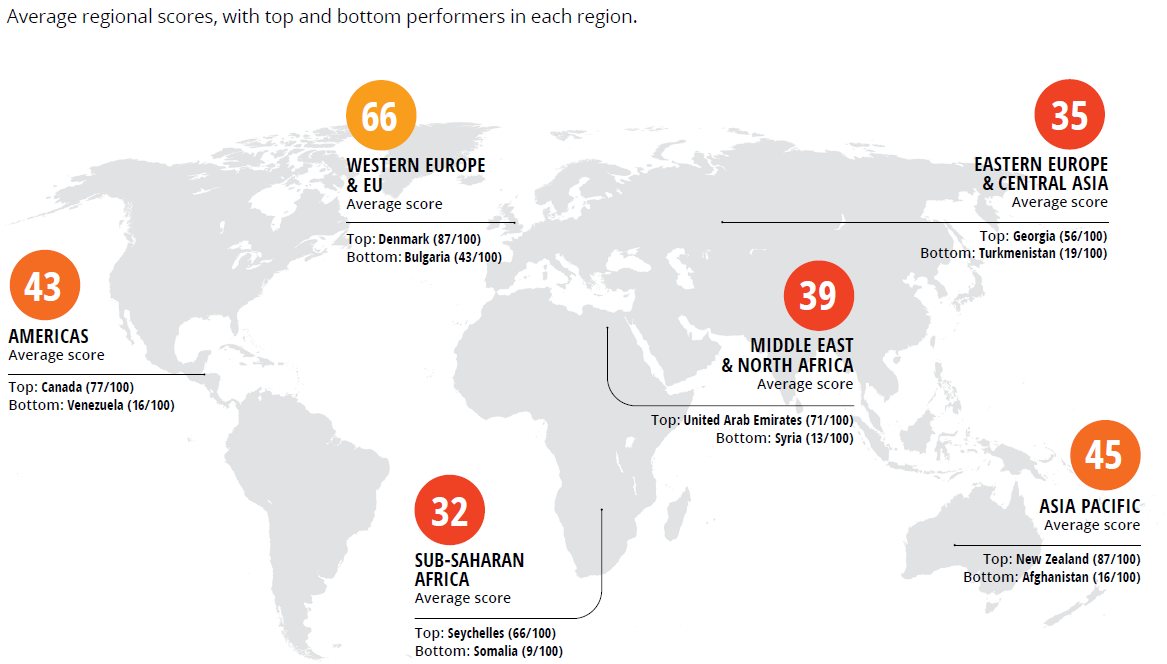 Average regional scores, with top and bottom performers in each region.
66
WESTERN EUROPE
& EU
Average score
Top: Denmark (87/100)
Bottom: Bulgaria (43/100)
35
EASTERN EUROPE
& CENTRAL ASIA
Average score
Top: Georgia (56/100)
Bottom: Turkmenistan (19/100)
43
AMERICAS
Average score
Top: Canada (77/100)
Bottom: Venezuela (16/100)
39
MIDDLE EAST
& NORTH AFRICA
Average score
Top: United Arab Emirates (71/100)
Bottom: Syria (13/100)
32
SUB-SAHARAN
AFRICA
Average score
Top: Seychelles (66/100)
Bottom: Somalia (9/100)
45
ASIA PACIFIC
Average score
Top: New Zealand (87/100)
Bottom: Afghanistan (16/100)